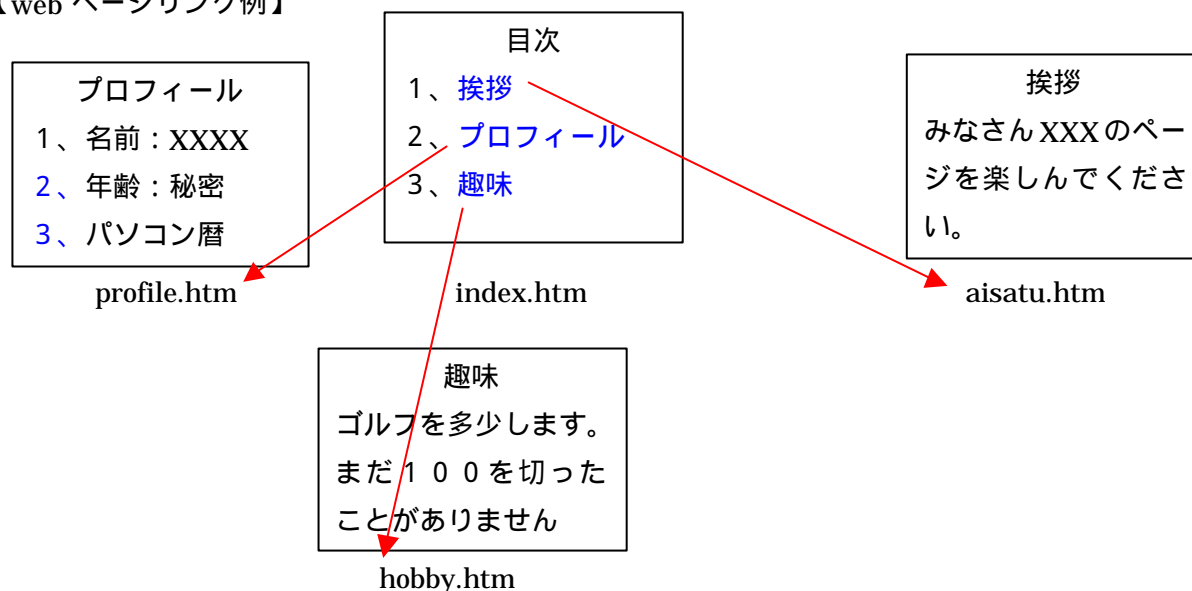 【web ページリンク例】
目次
1、挨拶
2、プロフィール
3、趣味
index.htm
プロフィール
1、名前：XXXX
2、年齢：秘密
3、パソコン暦
profile.htm
挨拶
みなさん XXX のペー
ジを楽しんでくださ
い。
aisatu.htm
趣味
ゴルフを多少します。
まだ１００を切った
ことがありません
hobby.htm